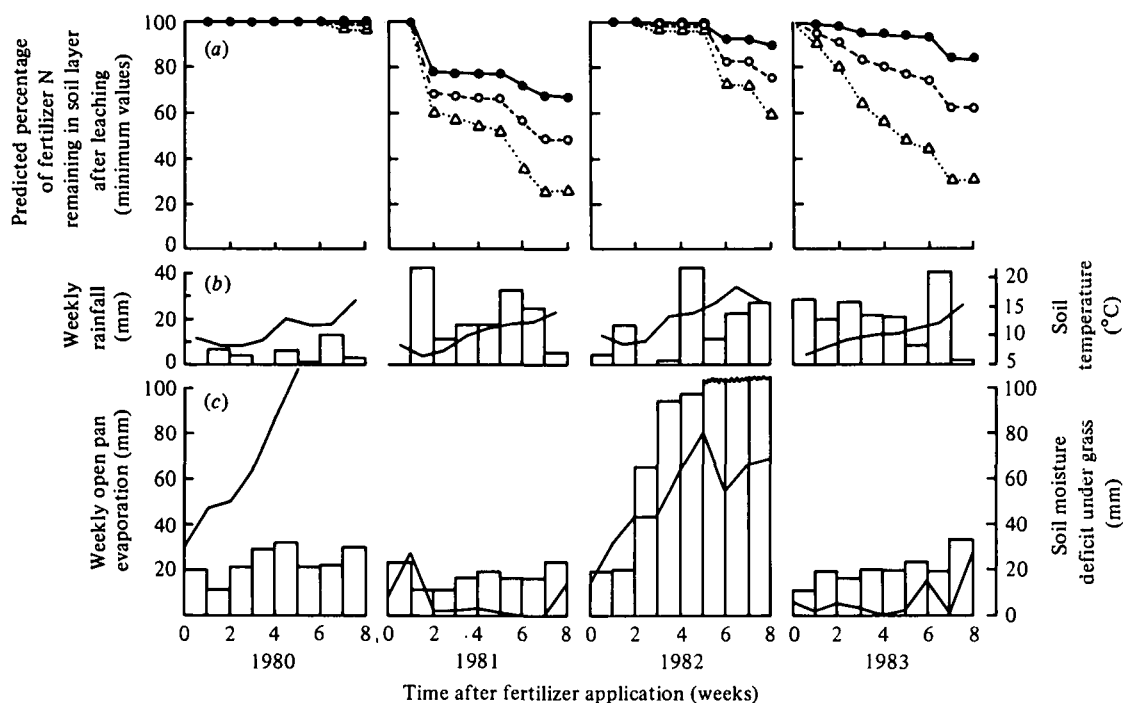 Predicted percentage
of fertilizer N
remaining in soil layer
after leaching
(minimum values)
100
80
60
40
20
0
(a)
Weekly
rainfall
(mm)
40
20
0
(b)
20
15
10
5
Soil
temperature
(°C)
Weekly open pan
evaporation (mm)
100
80
60
40
20
(c)
100
80
60
40
20
0
Soil moisture
deficit under grass
(mm)
0 2 4 6 8 0 2 4 6 8 0 2 4 6 8 0 2 4 6 8
1980 1981 1982 1983
Time after fertilizer application (weeks)